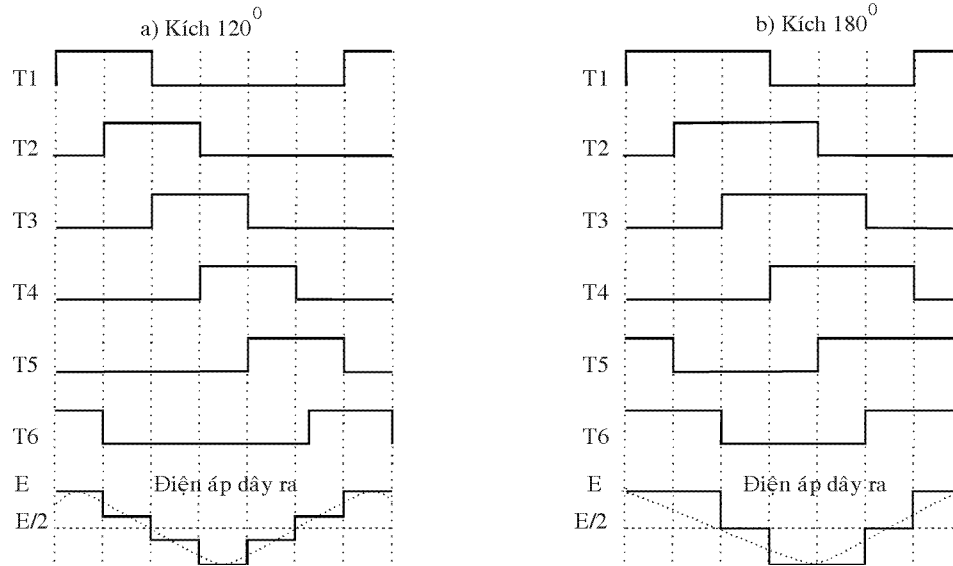 a) Kích 120⁰
T1
T2
T3
T4
T5
T6
E
Điện áp dây ra
E/2
b) Kích 180⁰
T1
T2
T3
T4
T5
T6
E
Điện áp dây ra
E/2